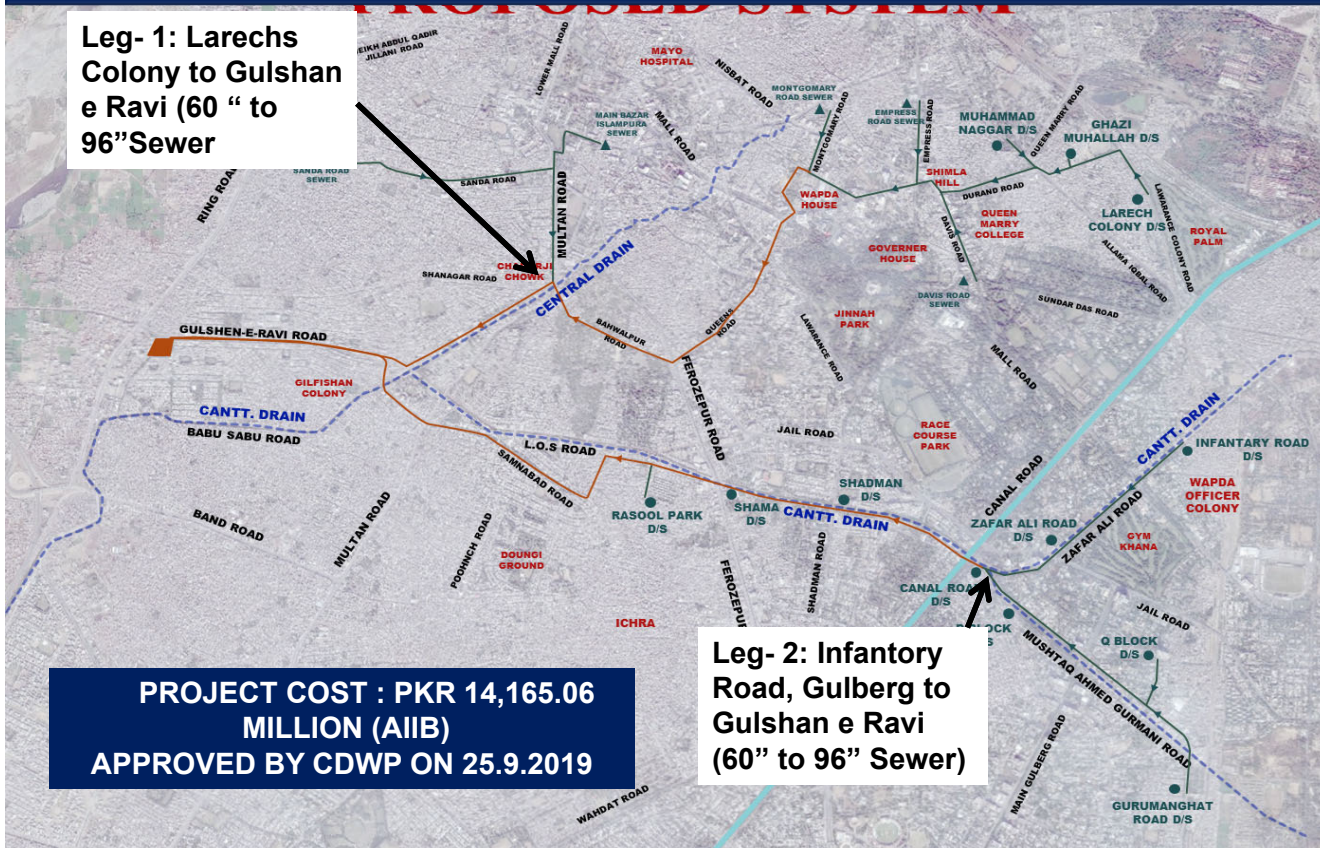 PROPOSED SYSTEM
Leg- 1: Larechs
Colony to Gulshan
e Ravi (60 “ to
96”Sewer
JILLANI ROAD
LOWER MALL ROAD
MAYO
HOSPITAL
NISBAT ROAD
MONTGOMERY
ROAD SEWER
MONTGOMERY ROAD
EMPRESS
ROAD SEWER
EMPRESS ROAD
MUHAMMAD
NAGGAR D/S
QUEEN MARRY ROAD
GHAZI
MUHALLAH D/S
MAIN BAZAR
ISLAMPURA
SEWER
MALL ROAD
SANDA ROAD
SEWER
SANDA ROAD
RING ROAD
MULTAN ROAD
WAPDA
HOUSE
SHIMLA
HILL
DURAND ROAD
DAVIS ROAD
QUEEN
MARRY
COLLEGE
LARECH
COLONY D/S
LAWARANCE COLONY ROAD
ROYAL
PALM
ALLAMA IQBAL ROAD
GOVERNER
HOUSE
CENTRAL DRAIN
SHANAGAR ROAD
CHOWK
DAVIS ROAD
SEWER
SUNDAR DAS ROAD
JINNAH
PARK
LAWARANCE ROAD
QUEENS
ROAD
BAHWALPUR
ROAD
GULSHEN-E-RAVI ROAD
MALL ROAD
FEROZEPUR ROAD
GILFISHAN
COLONY
CANTT. DRAIN
BABU SABU ROAD
RACE
COURSE
PARK
JAIL ROAD
L.O.S ROAD
SAMNABAD ROAD
CANAL ROAD
CANTT. DRAIN
INFANTARY ROAD
D/S
WAPDA
OFFICER
COLONY
SHADMAN
D/S
SHAMA
D/S
CANTT. DRAIN
RASOOL PARK
D/S
ZAFAR ALI ROAD
D/S
ZAFAR ALI ROAD
GYM
KHANA
BAND ROAD
MULTAN ROAD
POOHNCH ROAD
DOUNGI
GROUND
FEROZEPUR
SHADMAN ROAD
CANAL ROAD
D/S
JAIL ROAD
ICHRA
Q BLOCK
D/S
MUSHTAQ AHMED GURMANI ROAD
Leg- 2: Infantory
Road, Gulberg to
Gulshan e Ravi
(60” to 96” Sewer)
MAIN GULBERG ROAD
GURUMANGHAT
ROAD D/S
WAHDAT ROAD
PROJECT COST : PKR 14,165.06
MILLION (AIIB)
APPROVED BY CDWP ON 25.9.2019